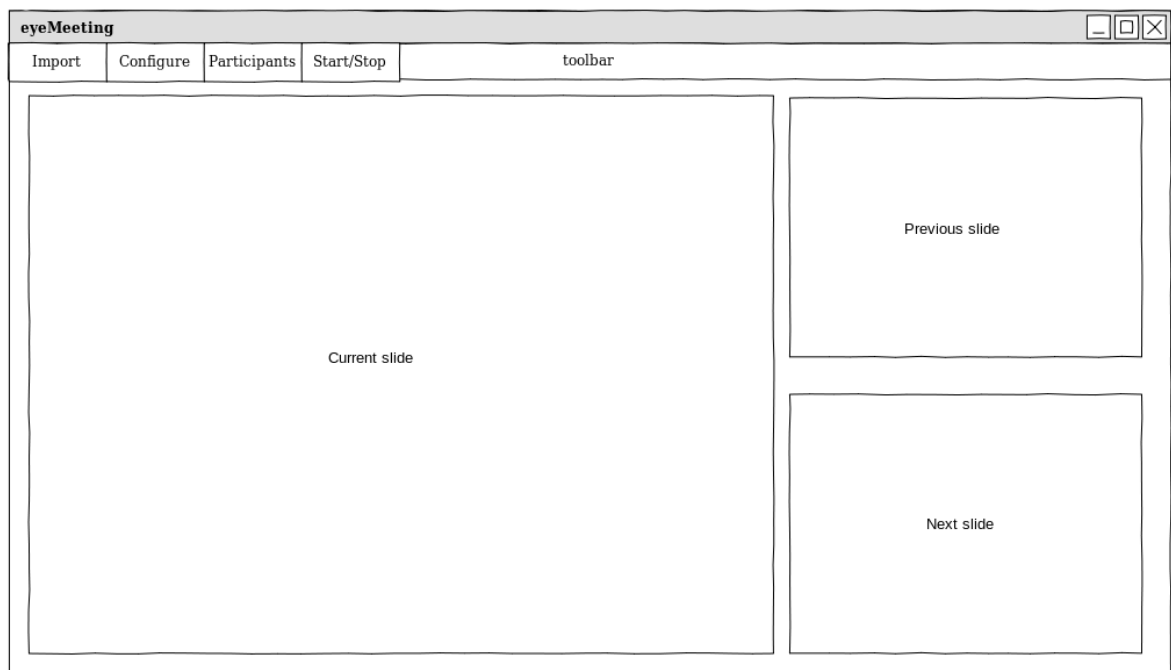 eyeMeeting
Import Configure Participants Start/Stop toolbar
Current slide
Previous slide
Next slide